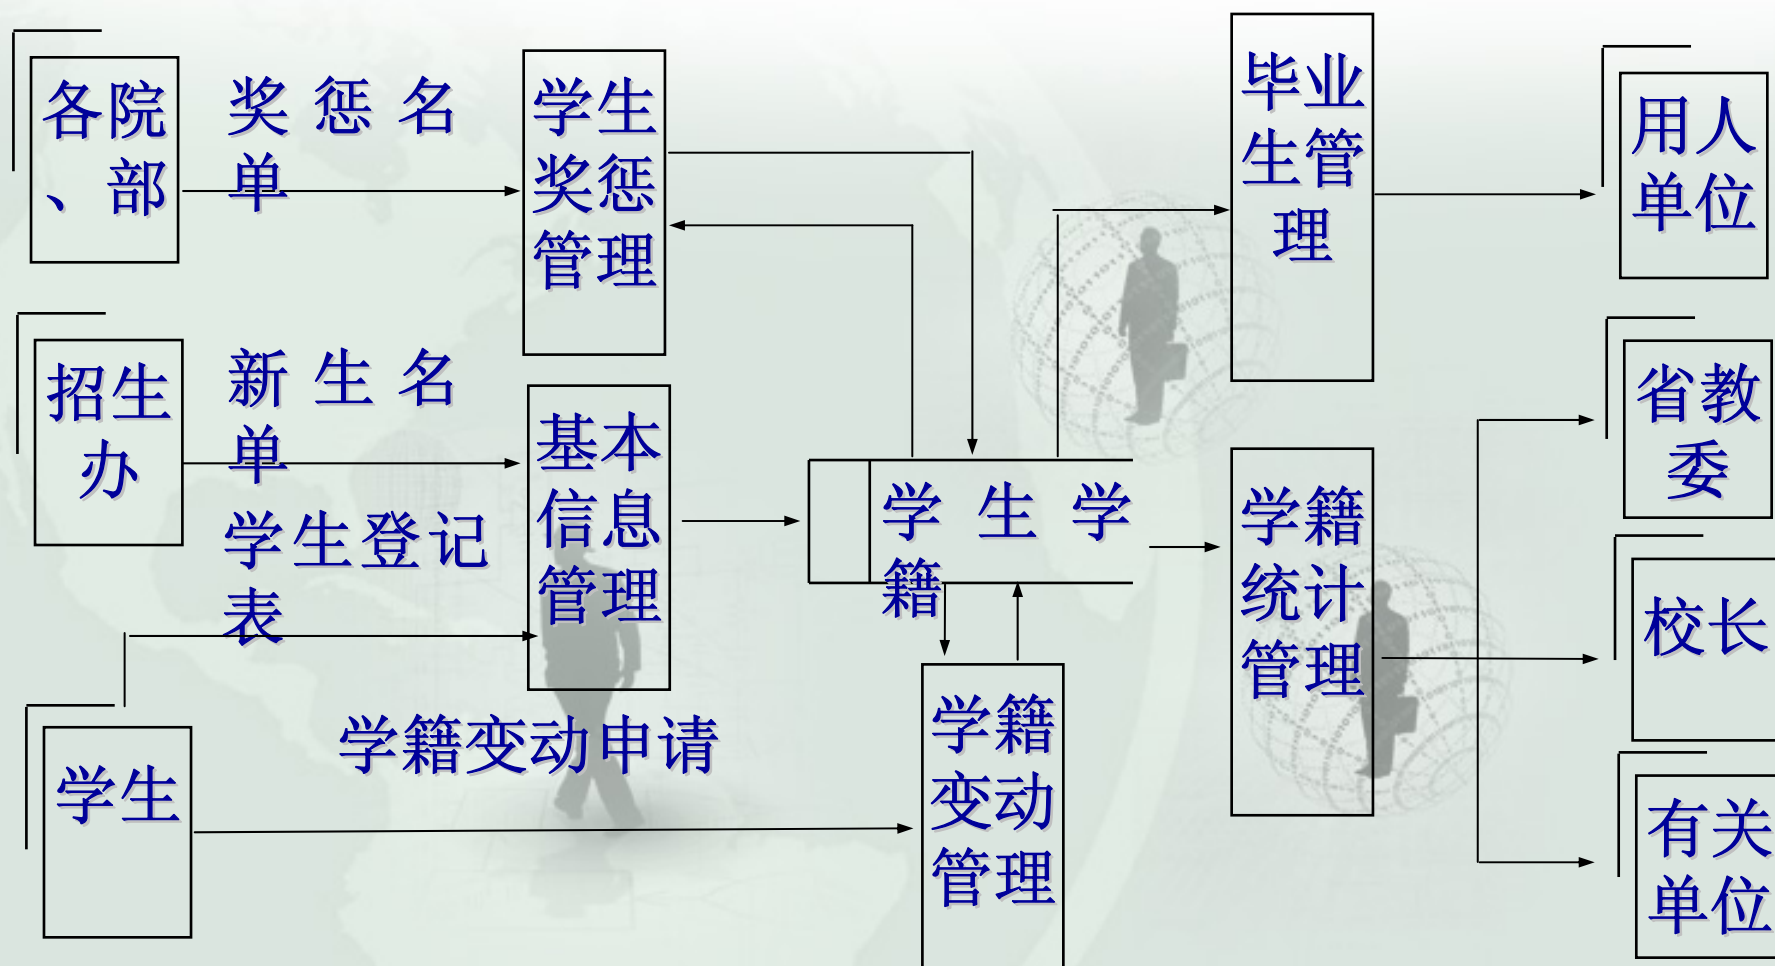 各院
、部
奖惩名
单
学生
奖惩
管理
毕业
生管
理
用人
单位
招生
办
新生名
单
学生登记
表
基本
信息
管理
学生学
籍
学籍
统计
管理
省教
委
校长
学生
学籍变动申请
学籍
变动
管理
有关
单位